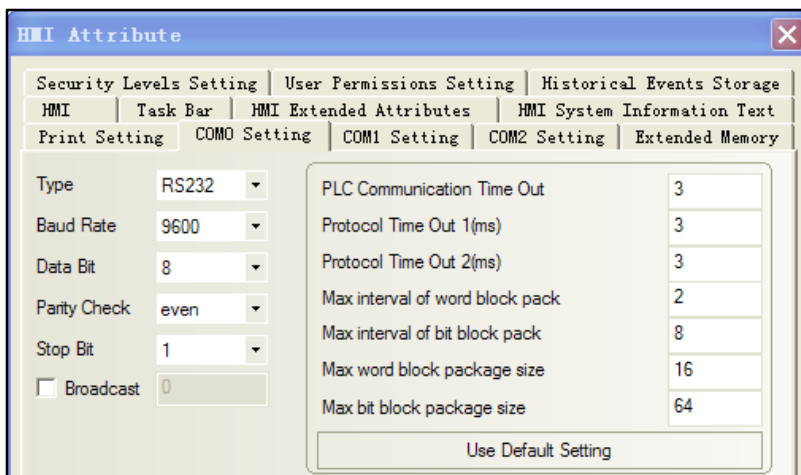 HMI Attribute
Security Levels Setting User Permissions Setting Historical Events Storage
HMI Task Bar HMI Extended Attributes HMI System Information Text
Print Setting COM0 Setting COM1 Setting COM2 Setting Extended Memory
Type RS232
Baud Rate 9600
Data Bit 8
Parity Check even
Stop Bit 1
Broadcast 0
PLC Communication Time Out 3
Protocol Time Out 1(ms) 3
Protocol Time Out 2(ms) 3
Max interval of word block pack 2
Max interval of bit block pack 8
Max word block package size 16
Max bit block package size 64
Use Default Setting